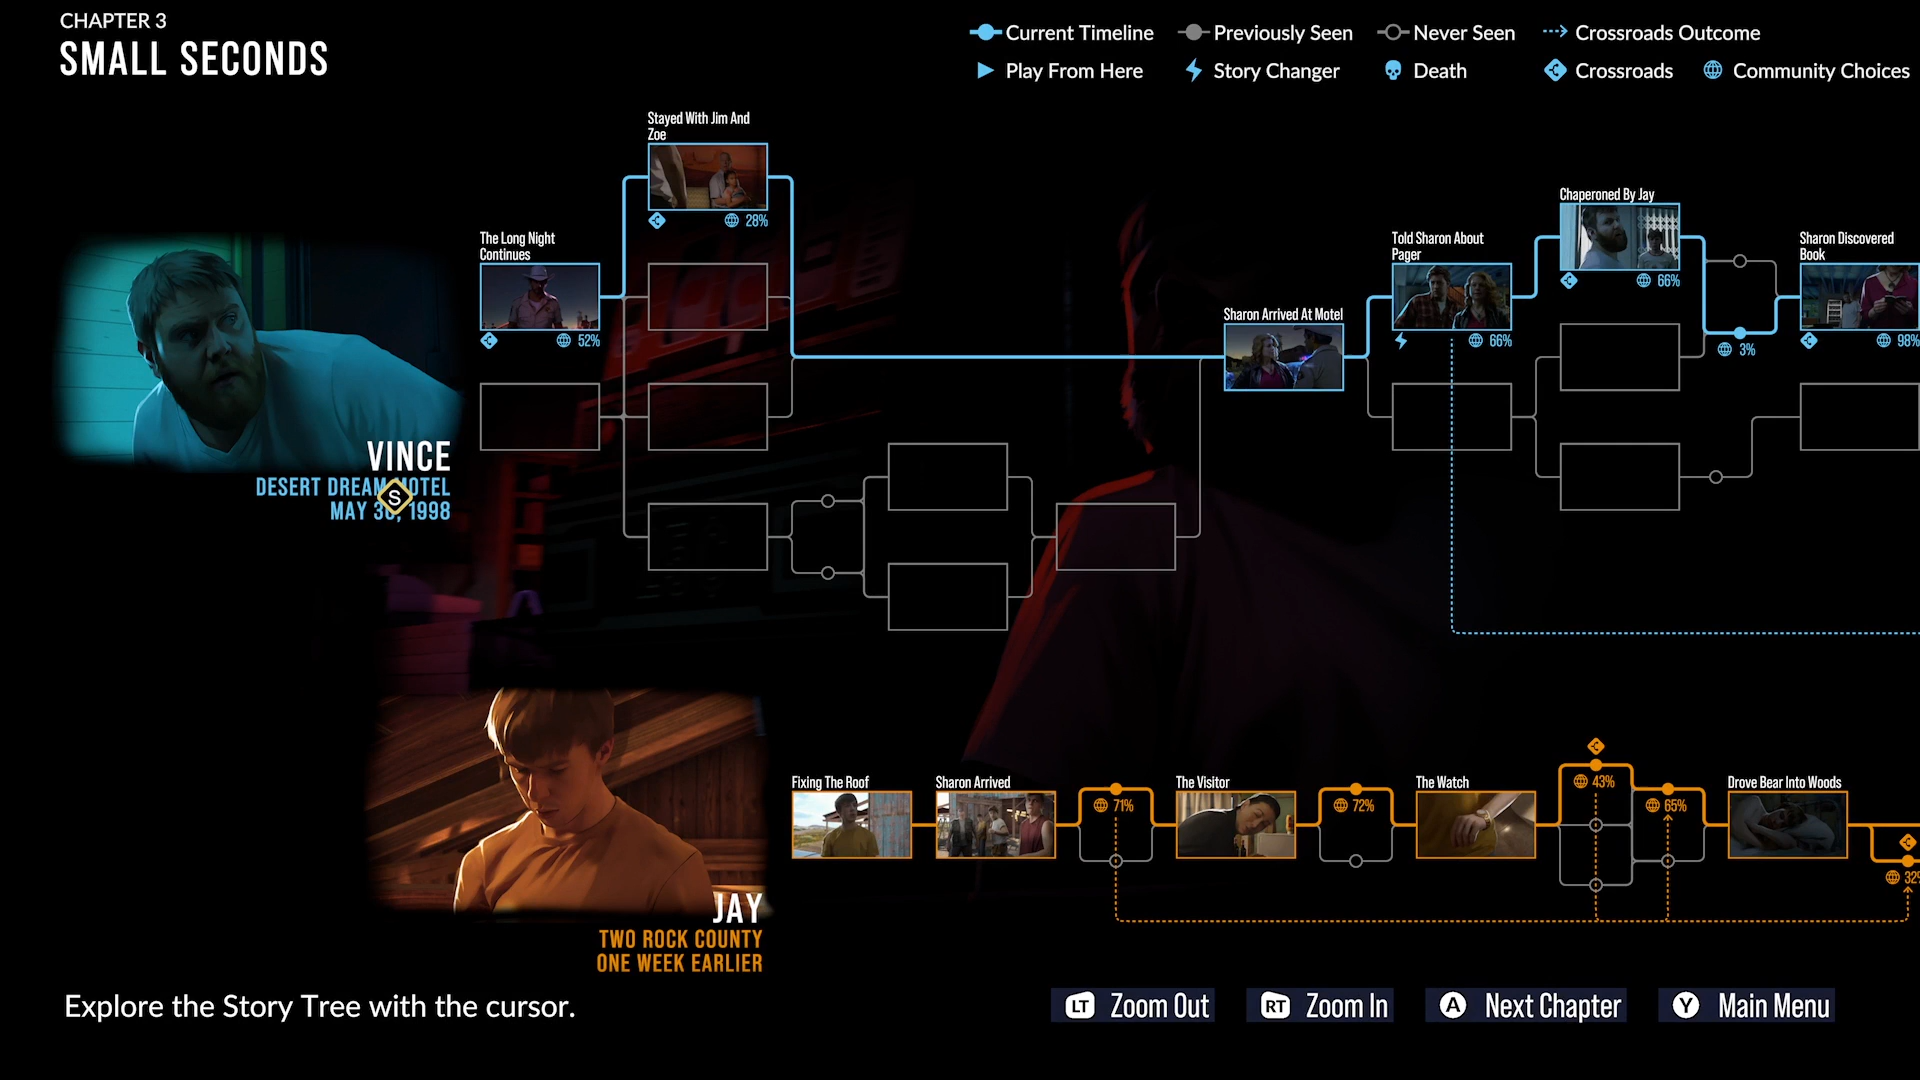 CHAPTER 3
SMALL SECONDS
Current Timeline
Previously Seen
Never Seen
Crossroads Outcome
Play From Here
Story Changer
Death
Crossroads
Community Choices
Stayed With Jim And
Zoe
28%
The Long Night
Continues
52%
Sharon Arrived At Motel
Told Sharon About
Pager
66%
Chaperoned By Jay
66%
3%
Sharon Discovered
Book
98%
VINCE
DESERT DREAM MOTEL
MAY 30, 1998
S
Fixing The Roof
Sharon Arrived
71%
The Visitor
72%
The Watch
43%
65%
Drove Bear Into Woods
32%
JAY
TWO ROCK COUNTY
ONE WEEK EARLIER
Explore the Story Tree with the cursor.
LT Zoom Out
RT Zoom In
A Next Chapter
Y Main Menu